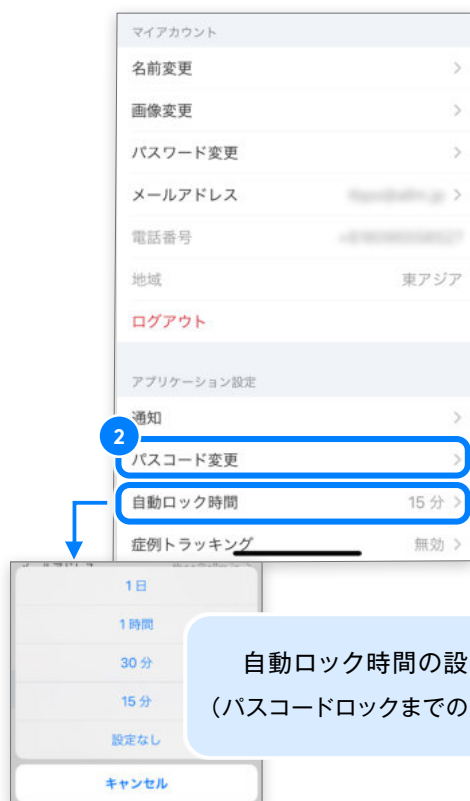 マイアカウント
名前変更
画像変更
パスワード変更
メールアドレス
電話番号
地域 東アジア
ログアウト
アプリケーション設定
通知
2
パスコード変更
自動ロック時間 15 分
症例トラッキング 無効
1 日
1 時間
30 分
15 分
設定なし
キャンセル
自動ロック時間の設
（パスコードロックまでの